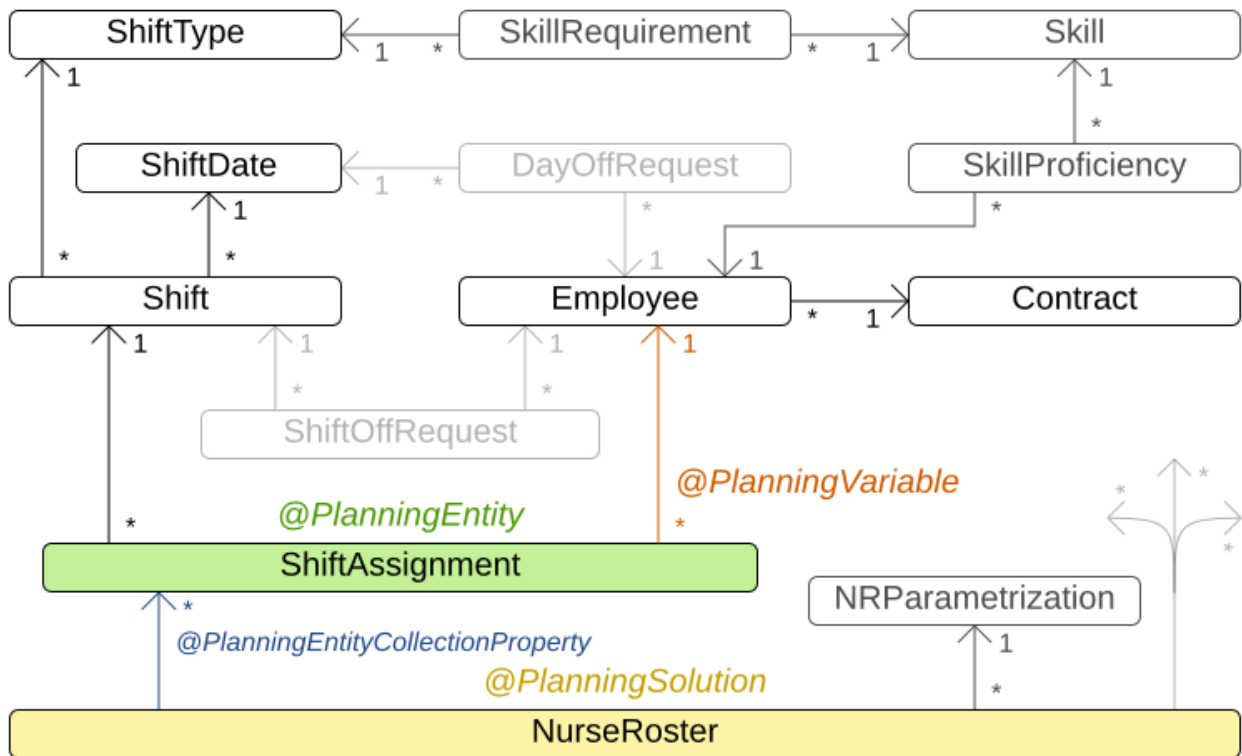 ShiftType
SkillRequirement
Skill
1
*
*
1
1
1
*
ShiftDate
DayOffRequest
SkillProficiency
1
*
1
*
*
*
*
1
1
Shift
Employee
Contract
*
1
1
1
1
1
*
*
ShiftOffRequest
@PlanningVariable
*
*
@PlanningEntity
*
*
*
ShiftAssignment
NRParametrization
*
@PlanningEntityCollectionProperty
1
@PlanningSolution
*
NurseRoster